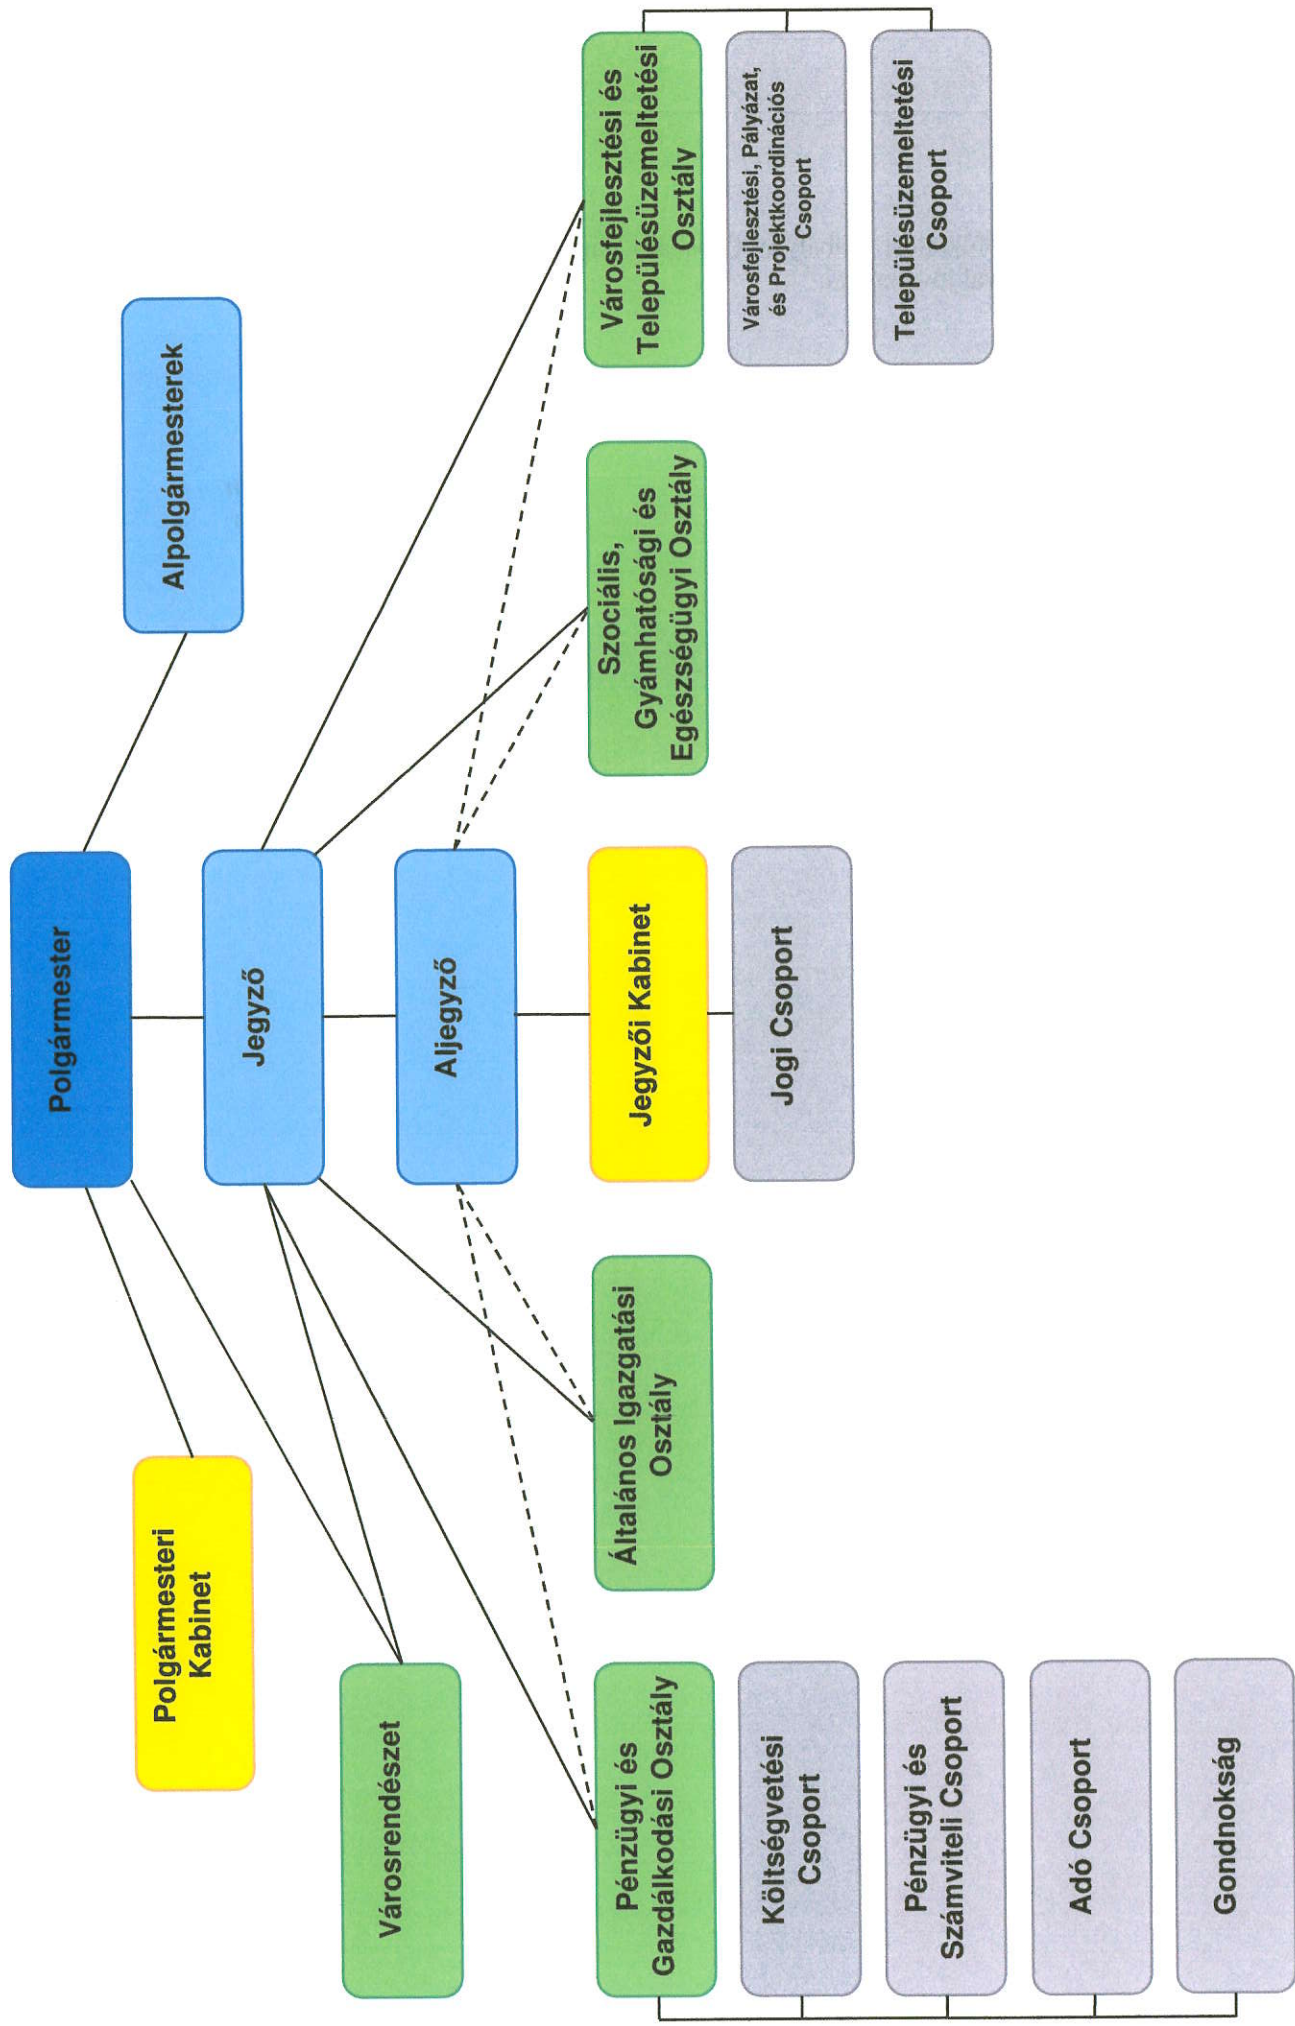 Polgármester
Alpolgármesterek
Polgármesteri
Kabinet
Jegyző
Városrendészet
Aljegyző
Pénzügyi és
Gazdálkodási Osztály
Általános Igazgatási
Osztály
Jegyzői Kabinet
Szociális,
Gyámhatósági és
Egészségügyi Osztály
Városfejlesztési és
Településüzemeltetési
Osztály
Költségvetési
Csoport
Pénzügyi és
Számviteli Csoport
Adó Csoport
Gondnokság
Jogi Csoport
Városfejlesztési, Pályázat,
és Projektkoordinációs
Csoport
Településüzemeltetési
Csoport